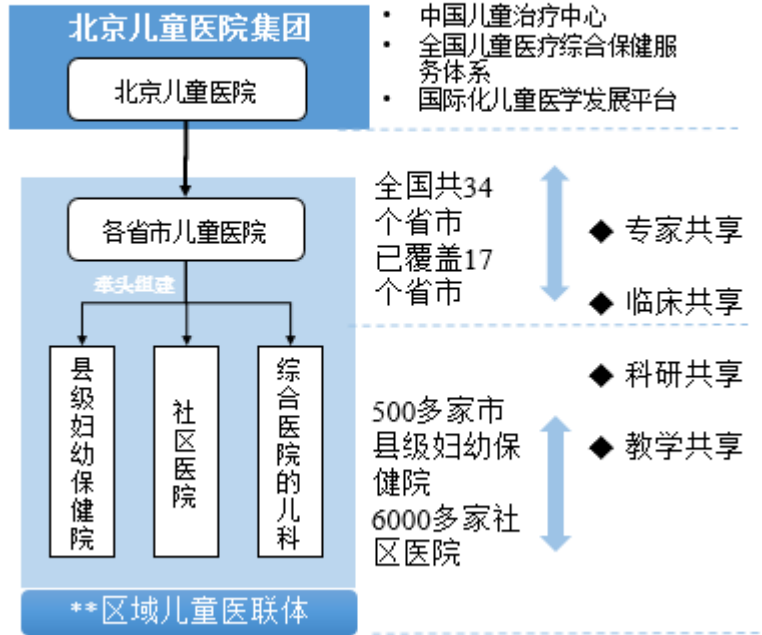 北京儿童医院集团
北京儿童医院
• 中国儿童治疗中心
• 全国儿童医疗综合保健服
务体系
• 国际化儿童医学发展平台
各省市儿童医院
牵头组建
县级妇幼保健院
社区医院
综合医院的儿科
**区域儿童医联体
全国共34
个省市
已覆盖17
个省市
500多家市
县级妇幼保
健院
6000多家社
区医院
◆ 专家共享
◆ 临床共享
◆ 科研共享
◆ 教学共享